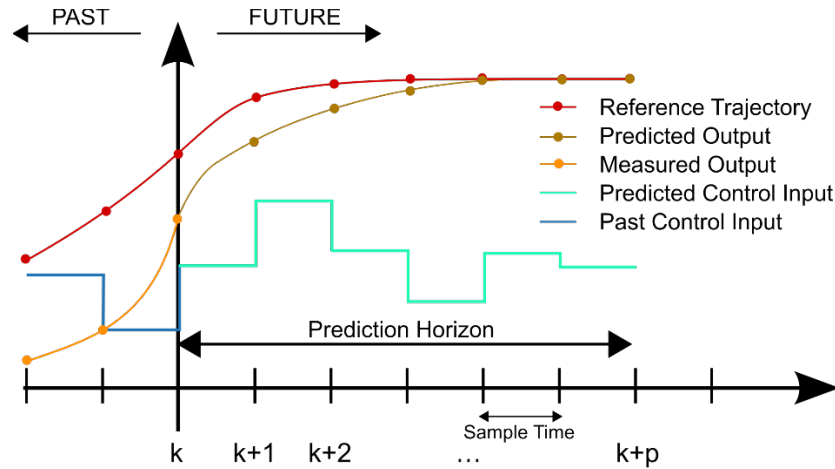 PAST
FUTURE
Reference Trajectory
Predicted Output
Measured Output
Predicted Control Input
Past Control Input
Prediction Horizon
Sample Time
k
k+1
k+2
...
k+p